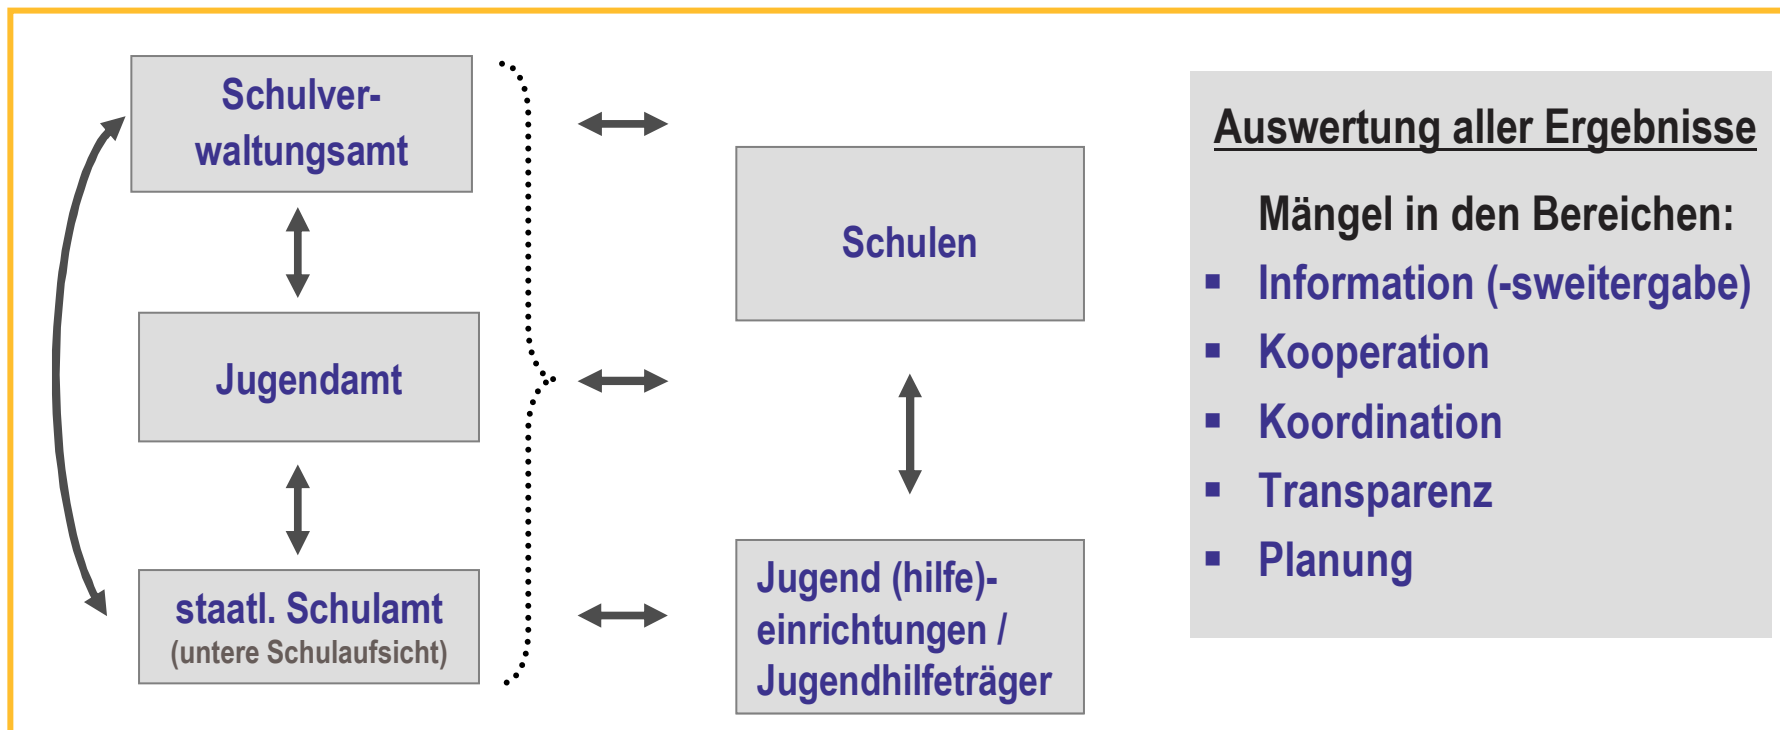 Schulver-
waltungsamt
Jugendamt
staatl. Schulamt
(untere Schulaufsicht)
Schulen
Jugend (hilfe)-
einrichtungen /
Jugendhilfeträger
Auswertung aller Ergebnisse
Mängel in den Bereichen:
▪ Information (-sweitergabe)
▪ Kooperation
▪ Koordination
▪ Transparenz
▪ Planung